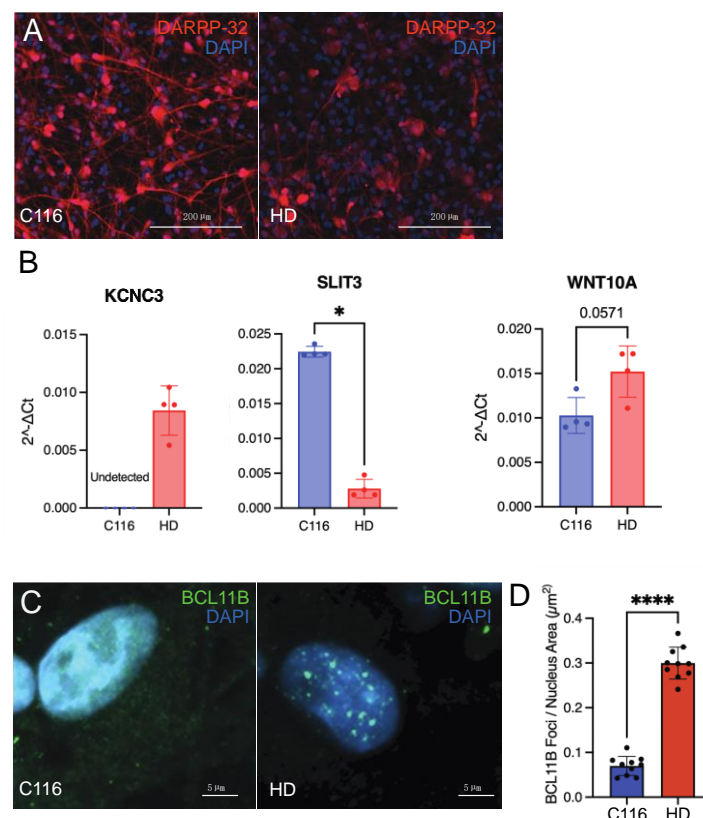 A
DARPP-32
DAPI
C116
200 μm
DARPP-32
DAPI
HD
200 μm
B
KCNC3
2^-ΔCt
0.015
0.010
0.005
0.000
Undetected
C116
HD
SLIT3
*
0.025
0.020
0.015
0.010
0.005
0.000
C116
HD
WNT10A
0.0571
2^-ΔCt
0.020
0.015
0.010
0.005
0.000
C116
HD
C
BCL11B
DAPI
C116
5 μm
BCL11B
DAPI
HD
5 μm
D
BCL11B Foci / Nucleus Area (μm²)
****
0.4
0.3
0.2
0.1
0.0
C116
HD